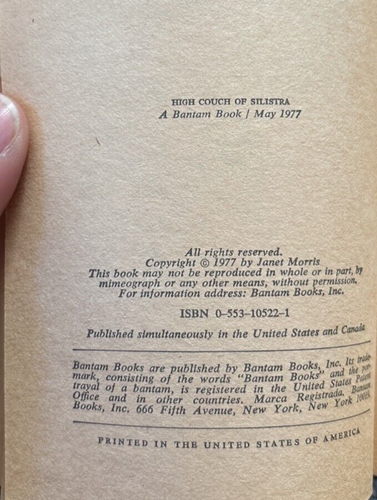 HIGH COUCH OF SILISTRA
A Bantam Book / May 1977
All rights reserved.
Copyright © 1977 by Janet Morris
This book may not be reproduced in whole or in part, by
mimeograph or any other means, without permission.
For information address: Bantam Books, Inc.
ISBN 0-553-10522-1
Published simultaneously in the United States and Canada
Bantam Books are published by Bantam Books, Inc. Its trade-
mark, consisting of the words "Bantam Books" and the por-
trayal of a bantam, is registered in the United States Patent
Office and in other countries. Marca Registrada. Bantam
Books, Inc. 666 Fifth Avenue, New York, New York 10019.
PRINTED IN THE UNITED STATES OF AMERICA